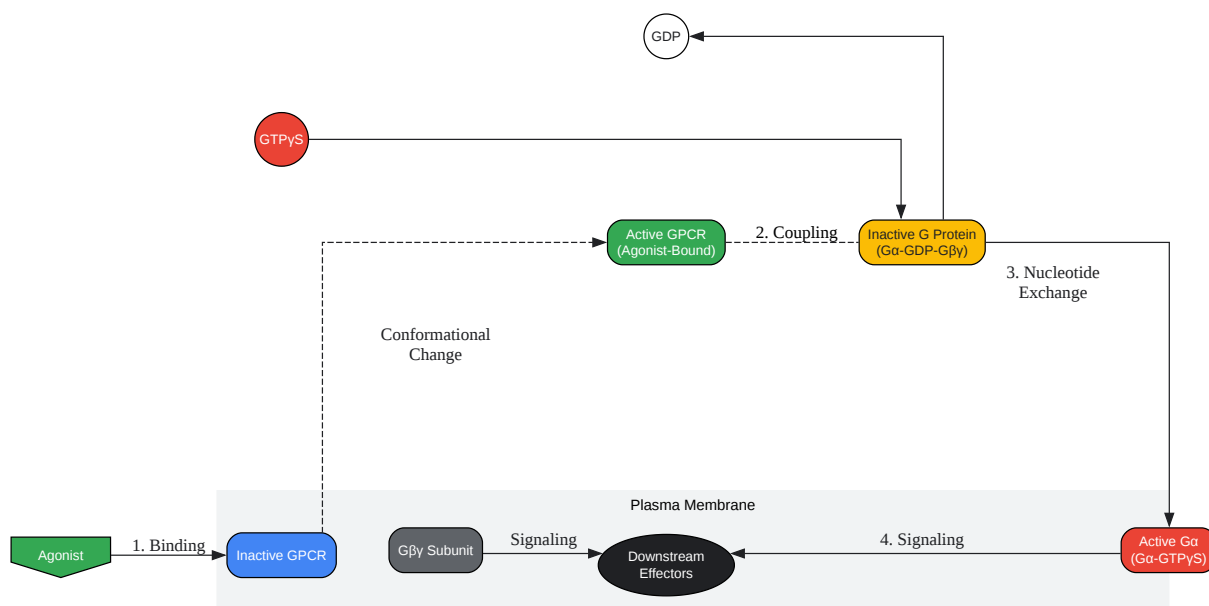 GDP
GTPγS
Active GPCR
(Agonist-Bound)
2. Coupling
Inactive G Protein
(Gα-GDP-Gβγ)
3. Nucleotide
Exchange
Conformational
Change
Plasma Membrane
Agonist
1. Binding
Inactive GPCR
Gβγ Subunit
Signaling
Downstream
Effectors
4. Signaling
Active Gα
(Gα-GTPγS)